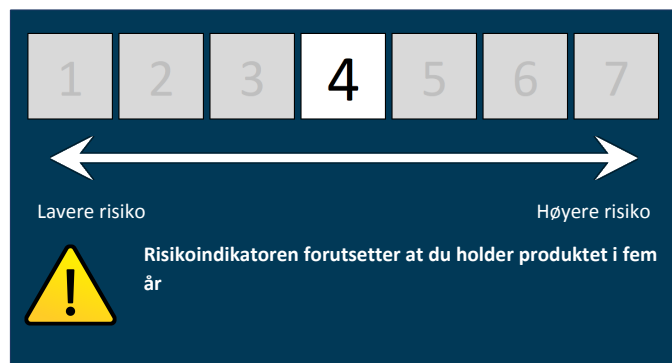 1 2 3 4 5 6 7
Lavere risiko Høyere risiko
Risikoindikatoren forutsetter at du holder produktet i fem
år